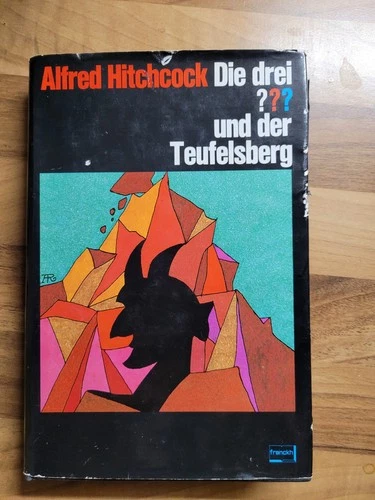 Alfred Hitchcock Die drei
???
und der
Teufelsberg
franckh